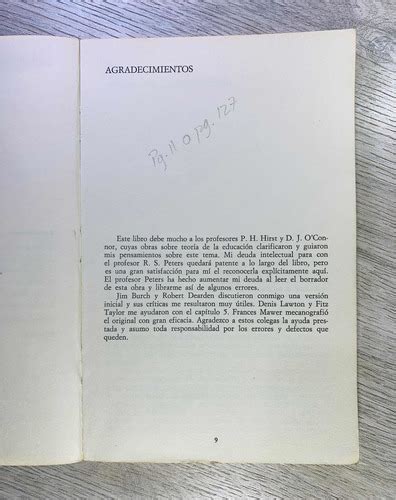 AGRADECIMIENTOS
Pg. 11 a pg. 127
Este libro debe mucho a los profesores P. H. Hirst y D. J. O'Con-
nor, cuyas obras sobre teoría de la educación clarificaron y guiaron
mis pensamientos sobre este tema. Mi deuda intelectual para con
el profesor R. S. Peters quedará patente a lo largo del libro, pero
es una gran satisfacción para mí el reconocerla explícitamente aquí.
El profesor Peters ha hecho aumentar mi deuda al leer el borrador
de esta obra y librarme así de algunos errores.
Jim Burch y Robert Dearden discutieron conmigo una versión
inicial y sus críticas me resultaron muy útiles. Denis Lawton y Fitz
Taylor me ayudaron con el capítulo 5. Frances Mawer mecanografió
el original con gran eficacia. Agradezco a estos colegas la ayuda pres-
tada y asumo toda responsabilidad por los errores y defectos que
queden.
9